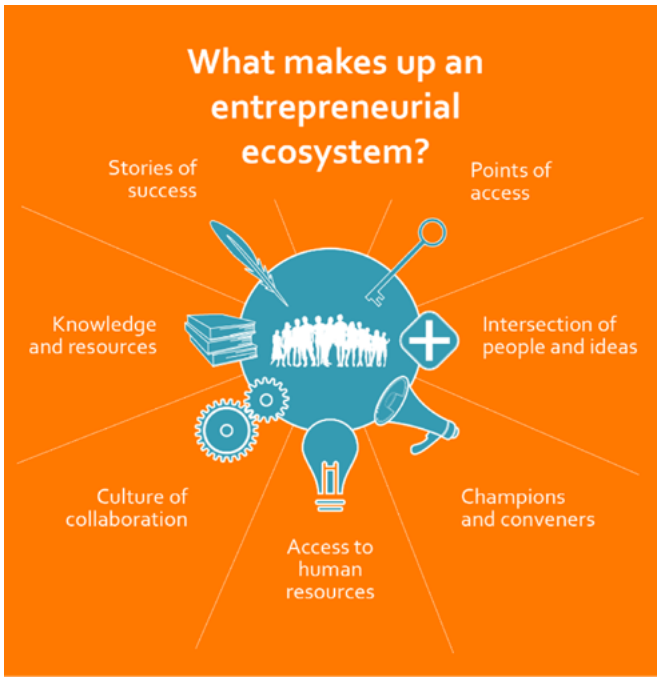 What makes up an
entrepreneurial
ecosystem?
Stories of
success
Points of
access
Knowledge
and resources
Intersection of
people and ideas
Culture of
collaboration
Champions
and conveners
Access to
human
resources